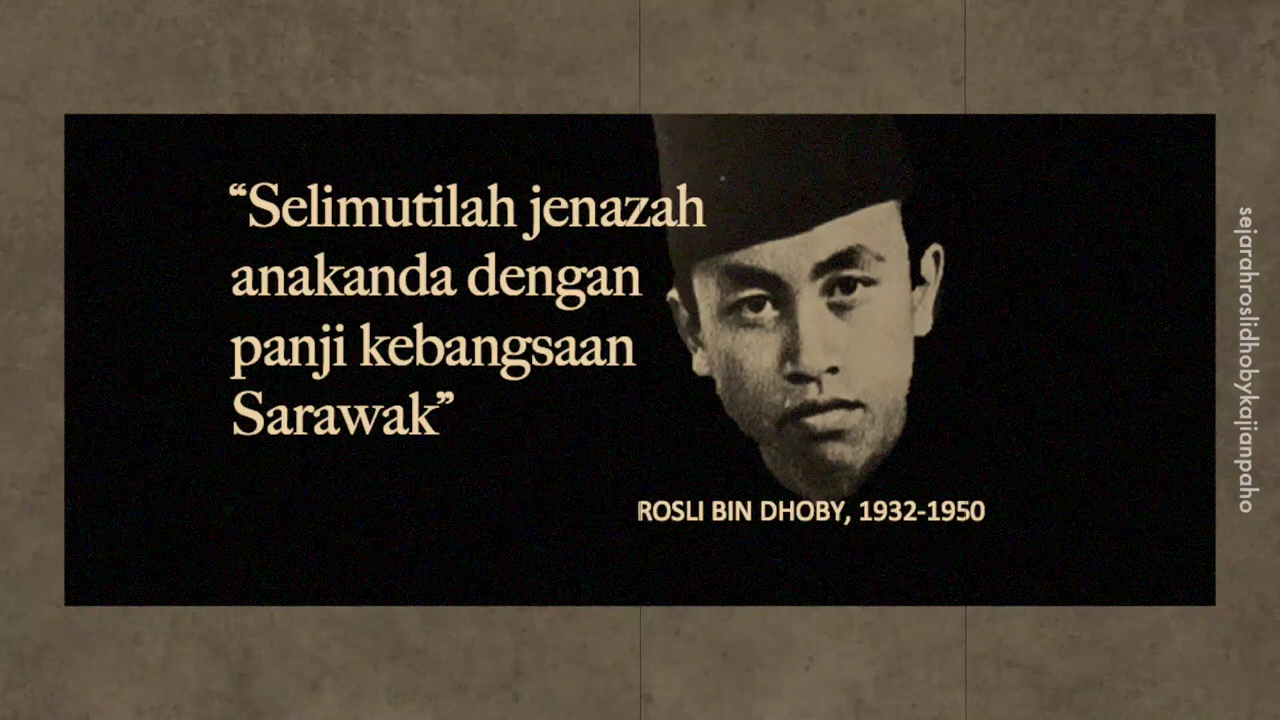 “Selimutilah jenazah
anakanda dengan
panji kebangsaan
Sarawak”
ROSLI BIN DHOBY, 1932-1950
sejarahroslidhobykajianpaho